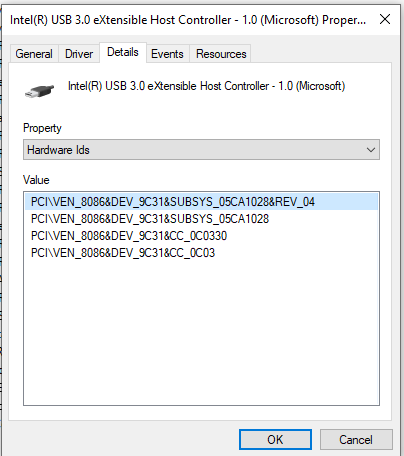 Intel(R) USB 3.0 eXtensible Host Controller - 1.0 (Microsoft) Proper...
General Driver Details Events Resources
Intel(R) USB 3.0 eXtensible Host Controller - 1.0 (Microsoft)
Property
Hardware Ids
Value
PCI\VEN_8086&DEV_9C31&SUBSYS_05CA1028&REV_04
PCI\VEN_8086&DEV_9C31&SUBSYS_05CA1028
PCI\VEN_8086&DEV_9C31&CC_0C0330
PCI\VEN_8086&DEV_9C31&CC_0C03
OK Cancel